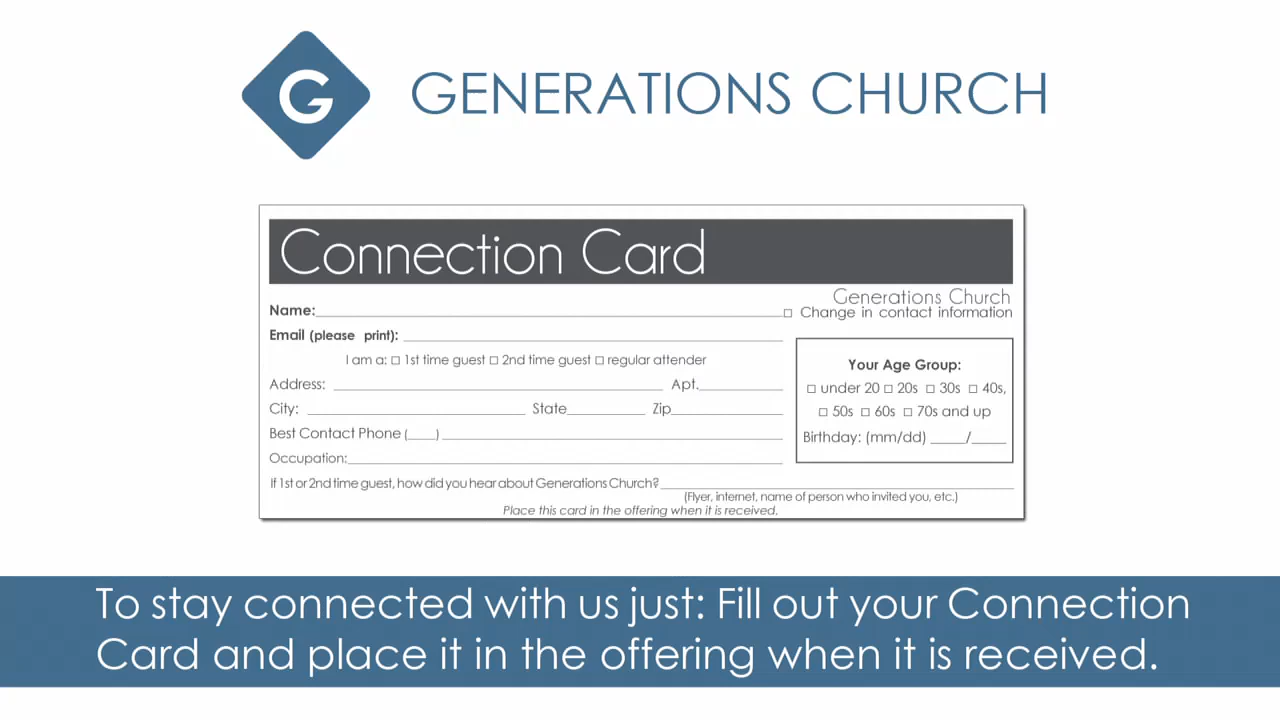 G
GENERATIONS CHURCH
Connection Card
Generations Church
Name:
□ Change in contact information
Email (please print):
I am a: □ 1st time guest □ 2nd time guest □ regular attender
Address: Apt.
City: State Zip
Best Contact Phone (____)
Occupation:
Your Age Group:
□ under 20 □ 20s □ 30s □ 40s,
□ 50s □ 60s □ 70s and up
Birthday: (mm/dd) _____/_____
If 1st or 2nd time guest, how did you hear about Generations Church?
(Flyer, internet, name of person who invited you, etc.)
Place this card in the offering when it is received.
To stay connected with us just: Fill out your Connection
Card and place it in the offering when it is received.